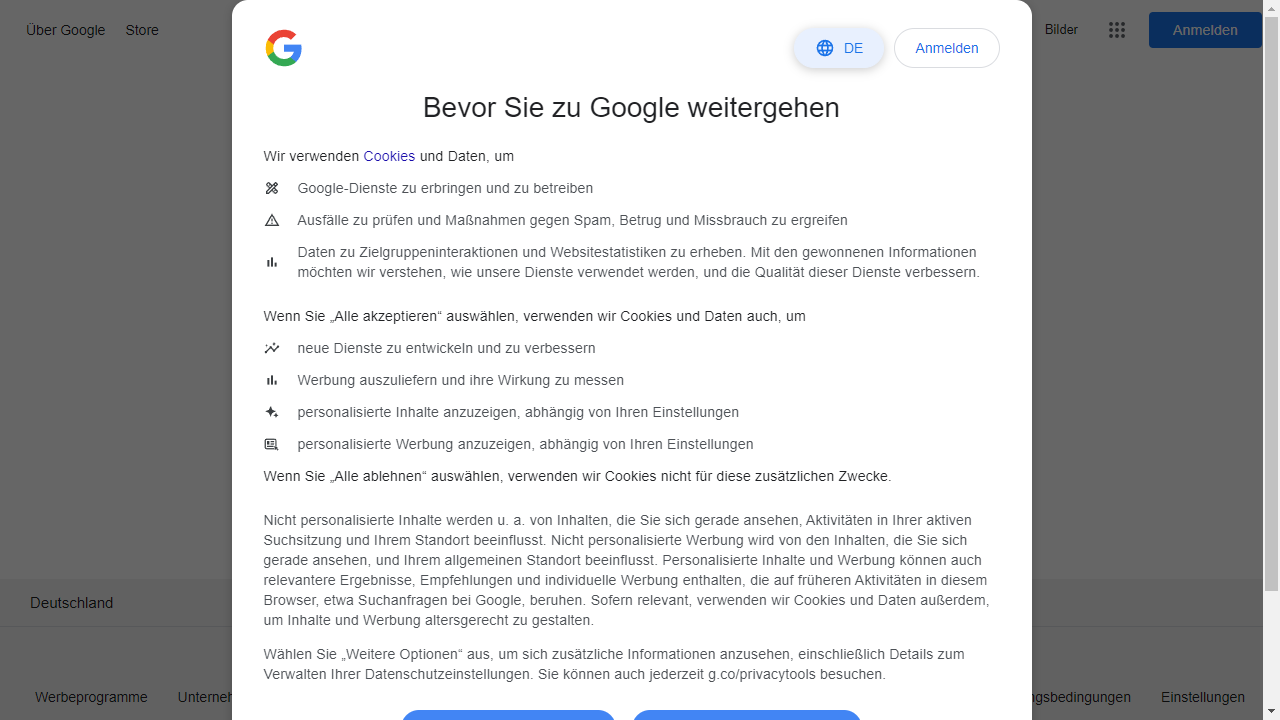 Über Google
Store
Bilder
Anmelden
DE
Anmelden
Bevor Sie zu Google weitergehen
Wir verwenden Cookies und Daten, um
Google-Dienste zu erbringen und zu betreiben
Ausfälle zu prüfen und Maßnahmen gegen Spam, Betrug und Missbrauch zu ergreifen
Daten zu Zielgruppeninteraktionen und Websitestatistiken zu erheben. Mit den gewonnenen Informationen
möchten wir verstehen, wie unsere Dienste verwendet werden, und die Qualität dieser Dienste verbessern.
Wenn Sie „Alle akzeptieren“ auswählen, verwenden wir Cookies und Daten auch, um
neue Dienste zu entwickeln und zu verbessern
Werbung auszuliefern und ihre Wirkung zu messen
personalisierte Inhalte anzuzeigen, abhängig von Ihren Einstellungen
personalisierte Werbung anzuzeigen, abhängig von Ihren Einstellungen
Wenn Sie „Alle ablehnen“ auswählen, verwenden wir Cookies nicht für diese zusätzlichen Zwecke.
Nicht personalisierte Inhalte werden u. a. von Inhalten, die Sie sich gerade ansehen, Aktivitäten in Ihrer aktiven
Suchsitzung und Ihrem Standort beeinflusst. Nicht personalisierte Werbung wird von den Inhalten, die Sie sich
gerade ansehen, und Ihrem allgemeinen Standort beeinflusst. Personalisierte Inhalte und Werbung können auch
relevantere Ergebnisse, Empfehlungen und individuelle Werbung enthalten, die auf früheren Aktivitäten in diesem
Browser, etwa Suchanfragen bei Google, beruhen. Sofern relevant, verwenden wir Cookies und Daten außerdem,
um Inhalte und Werbung altersgerecht zu gestalten.
Wählen Sie „Weitere Optionen“ aus, um sich zusätzliche Informationen anzusehen, einschließlich Details zum
Verwalten Ihrer Datenschutzeinstellungen. Sie können auch jederzeit g.co/privacytools besuchen.
Deutschland
Werbeprogramme
Unterneh
ngsbedingungen
Einstellungen